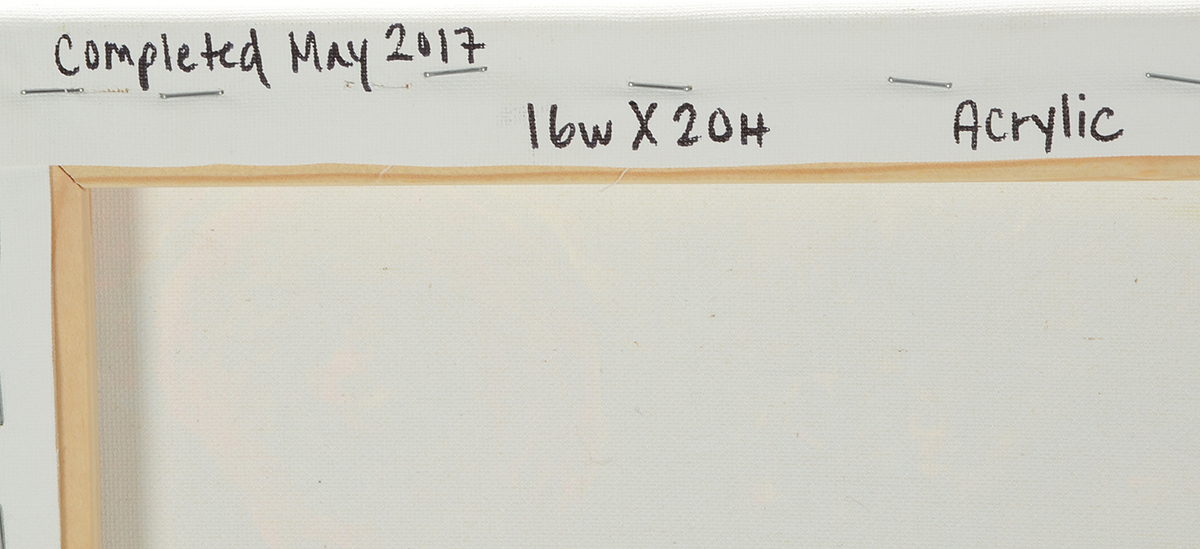 Completed May 2017
16W X 20H
Acrylic